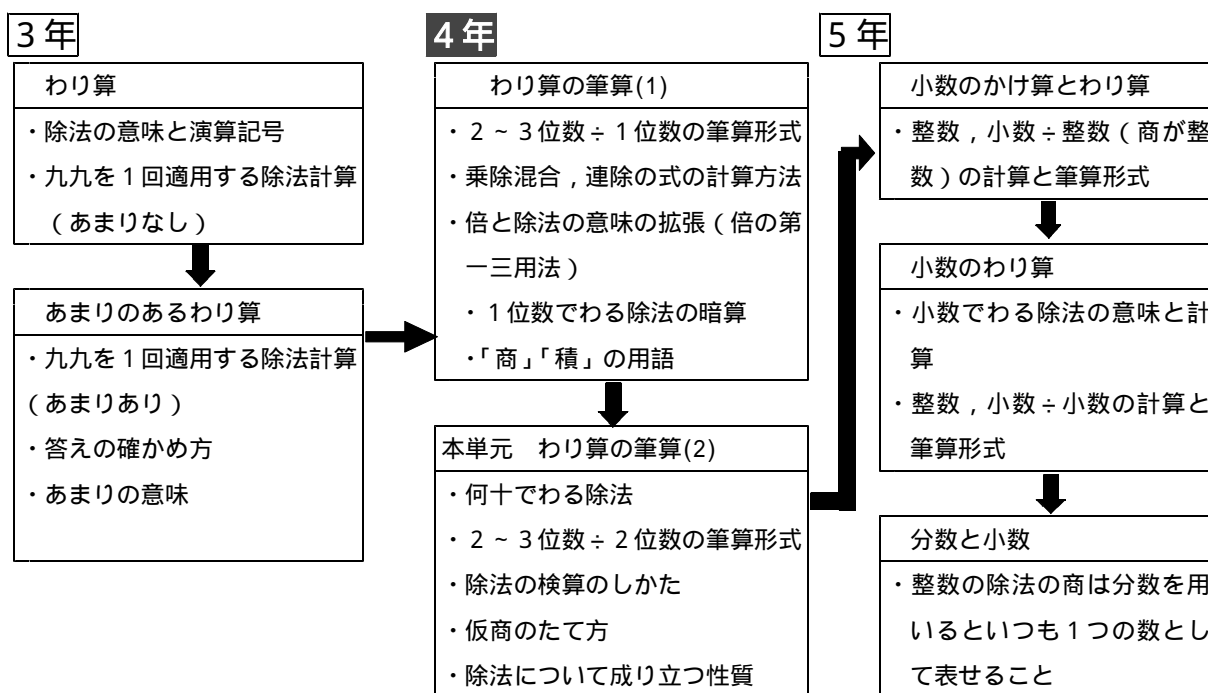 3年
わり算
・除法の意味と演算記号
・九九を1回適用する除法計算
(あまりなし)
あまりのあるわり算
・九九を1回適用する除法計算
(あまりあり)
・答えの確かめ方
・あまりの意味
4年
わり算の筆算(1)
・2~3位数÷1位数の筆算形式
・乗除混合,連除の式の計算方法
・倍と除法の意味の拡張(倍の第
一三用法)
・1位数でわる除法の暗算
・「商」「積」の用語
本単元 わり算の筆算(2)
・何十でわる除法
・2~3位数÷2位数の筆算形式
・除法の検算のしかた
・仮商のたて方
・除法について成り立つ性質
5年
小数のかけ算とわり算
・整数,小数÷整数(商が整
数)の計算と筆算形式
小数のわり算
・小数でわる除法の意味と計
算
・整数,小数÷小数の計算と
筆算形式
分数と小数
・整数の除法の商は分数を用
いるといつも1つの数とし
て表せること